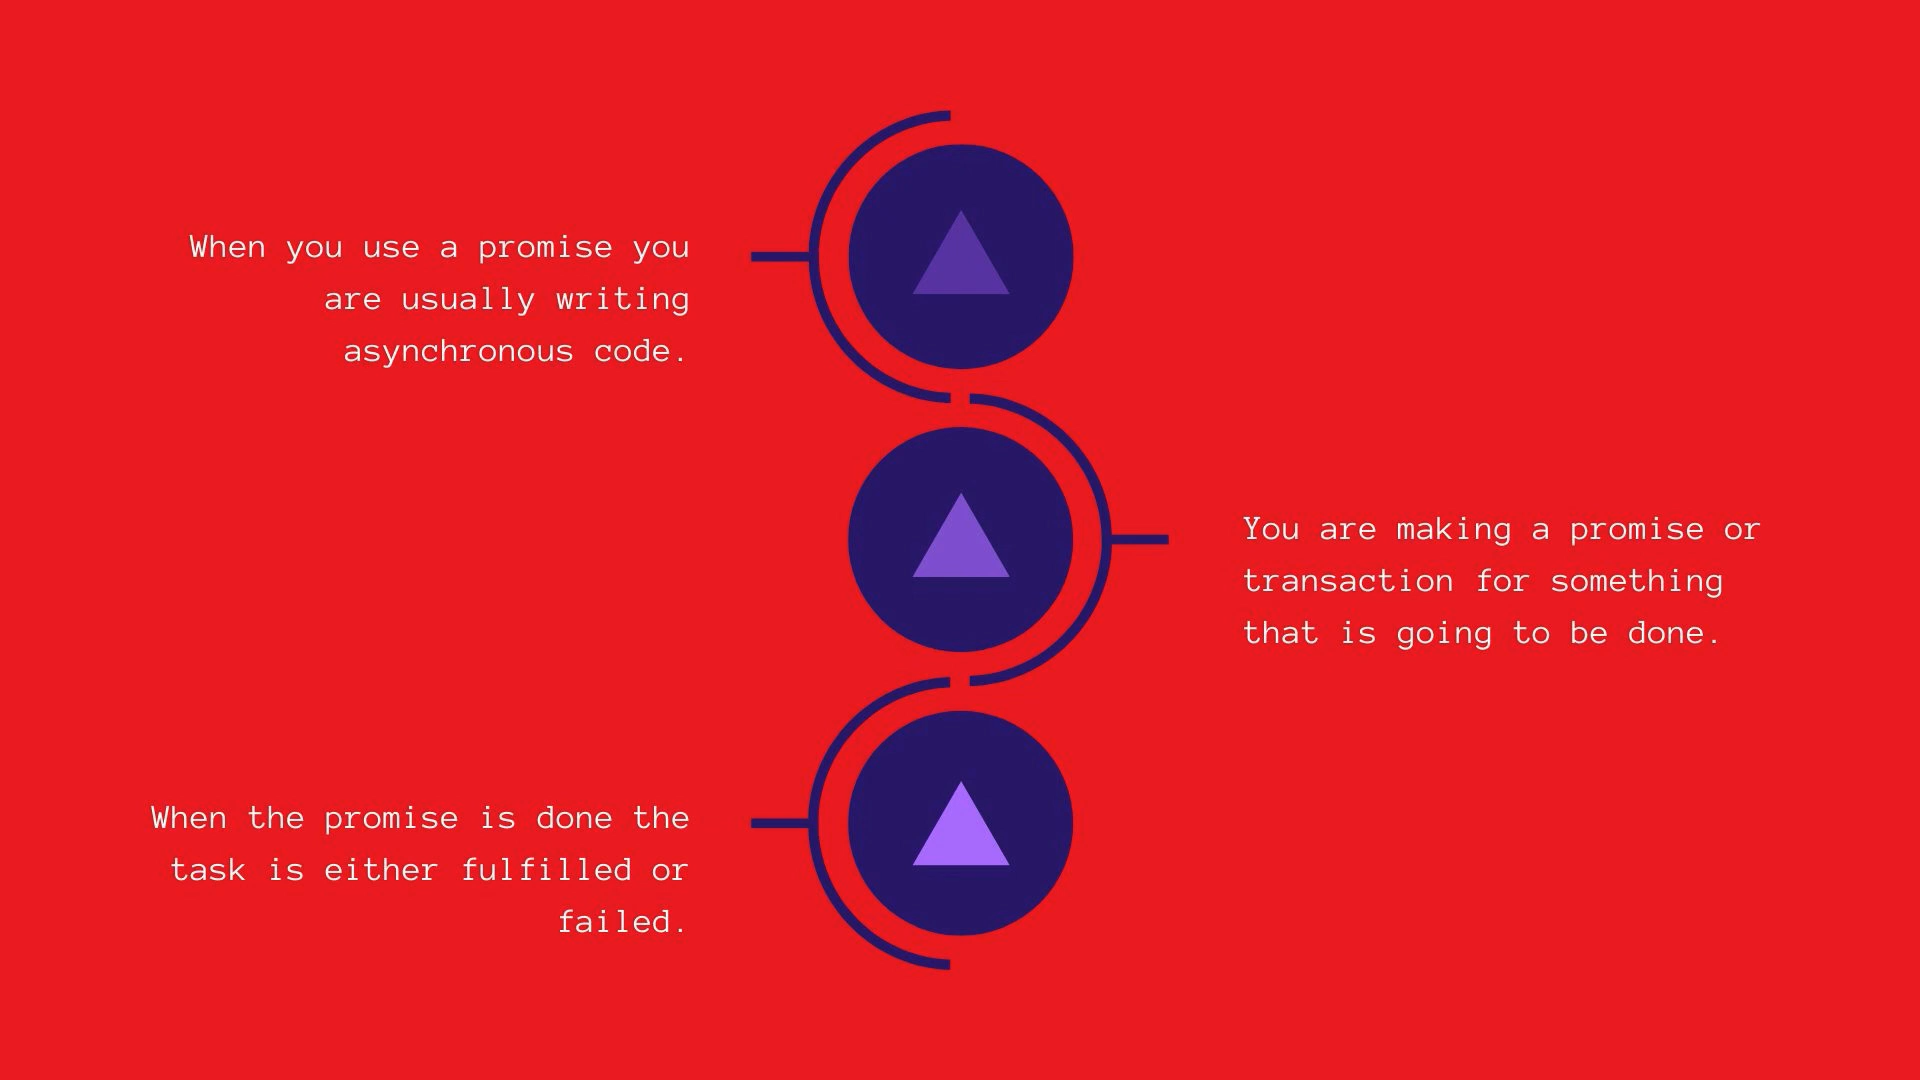 When you use a promise you
are usually writing
asynchronous code.
You are making a promise or
transaction for something
that is going to be done.
When the promise is done the
task is either fulfilled or
failed.